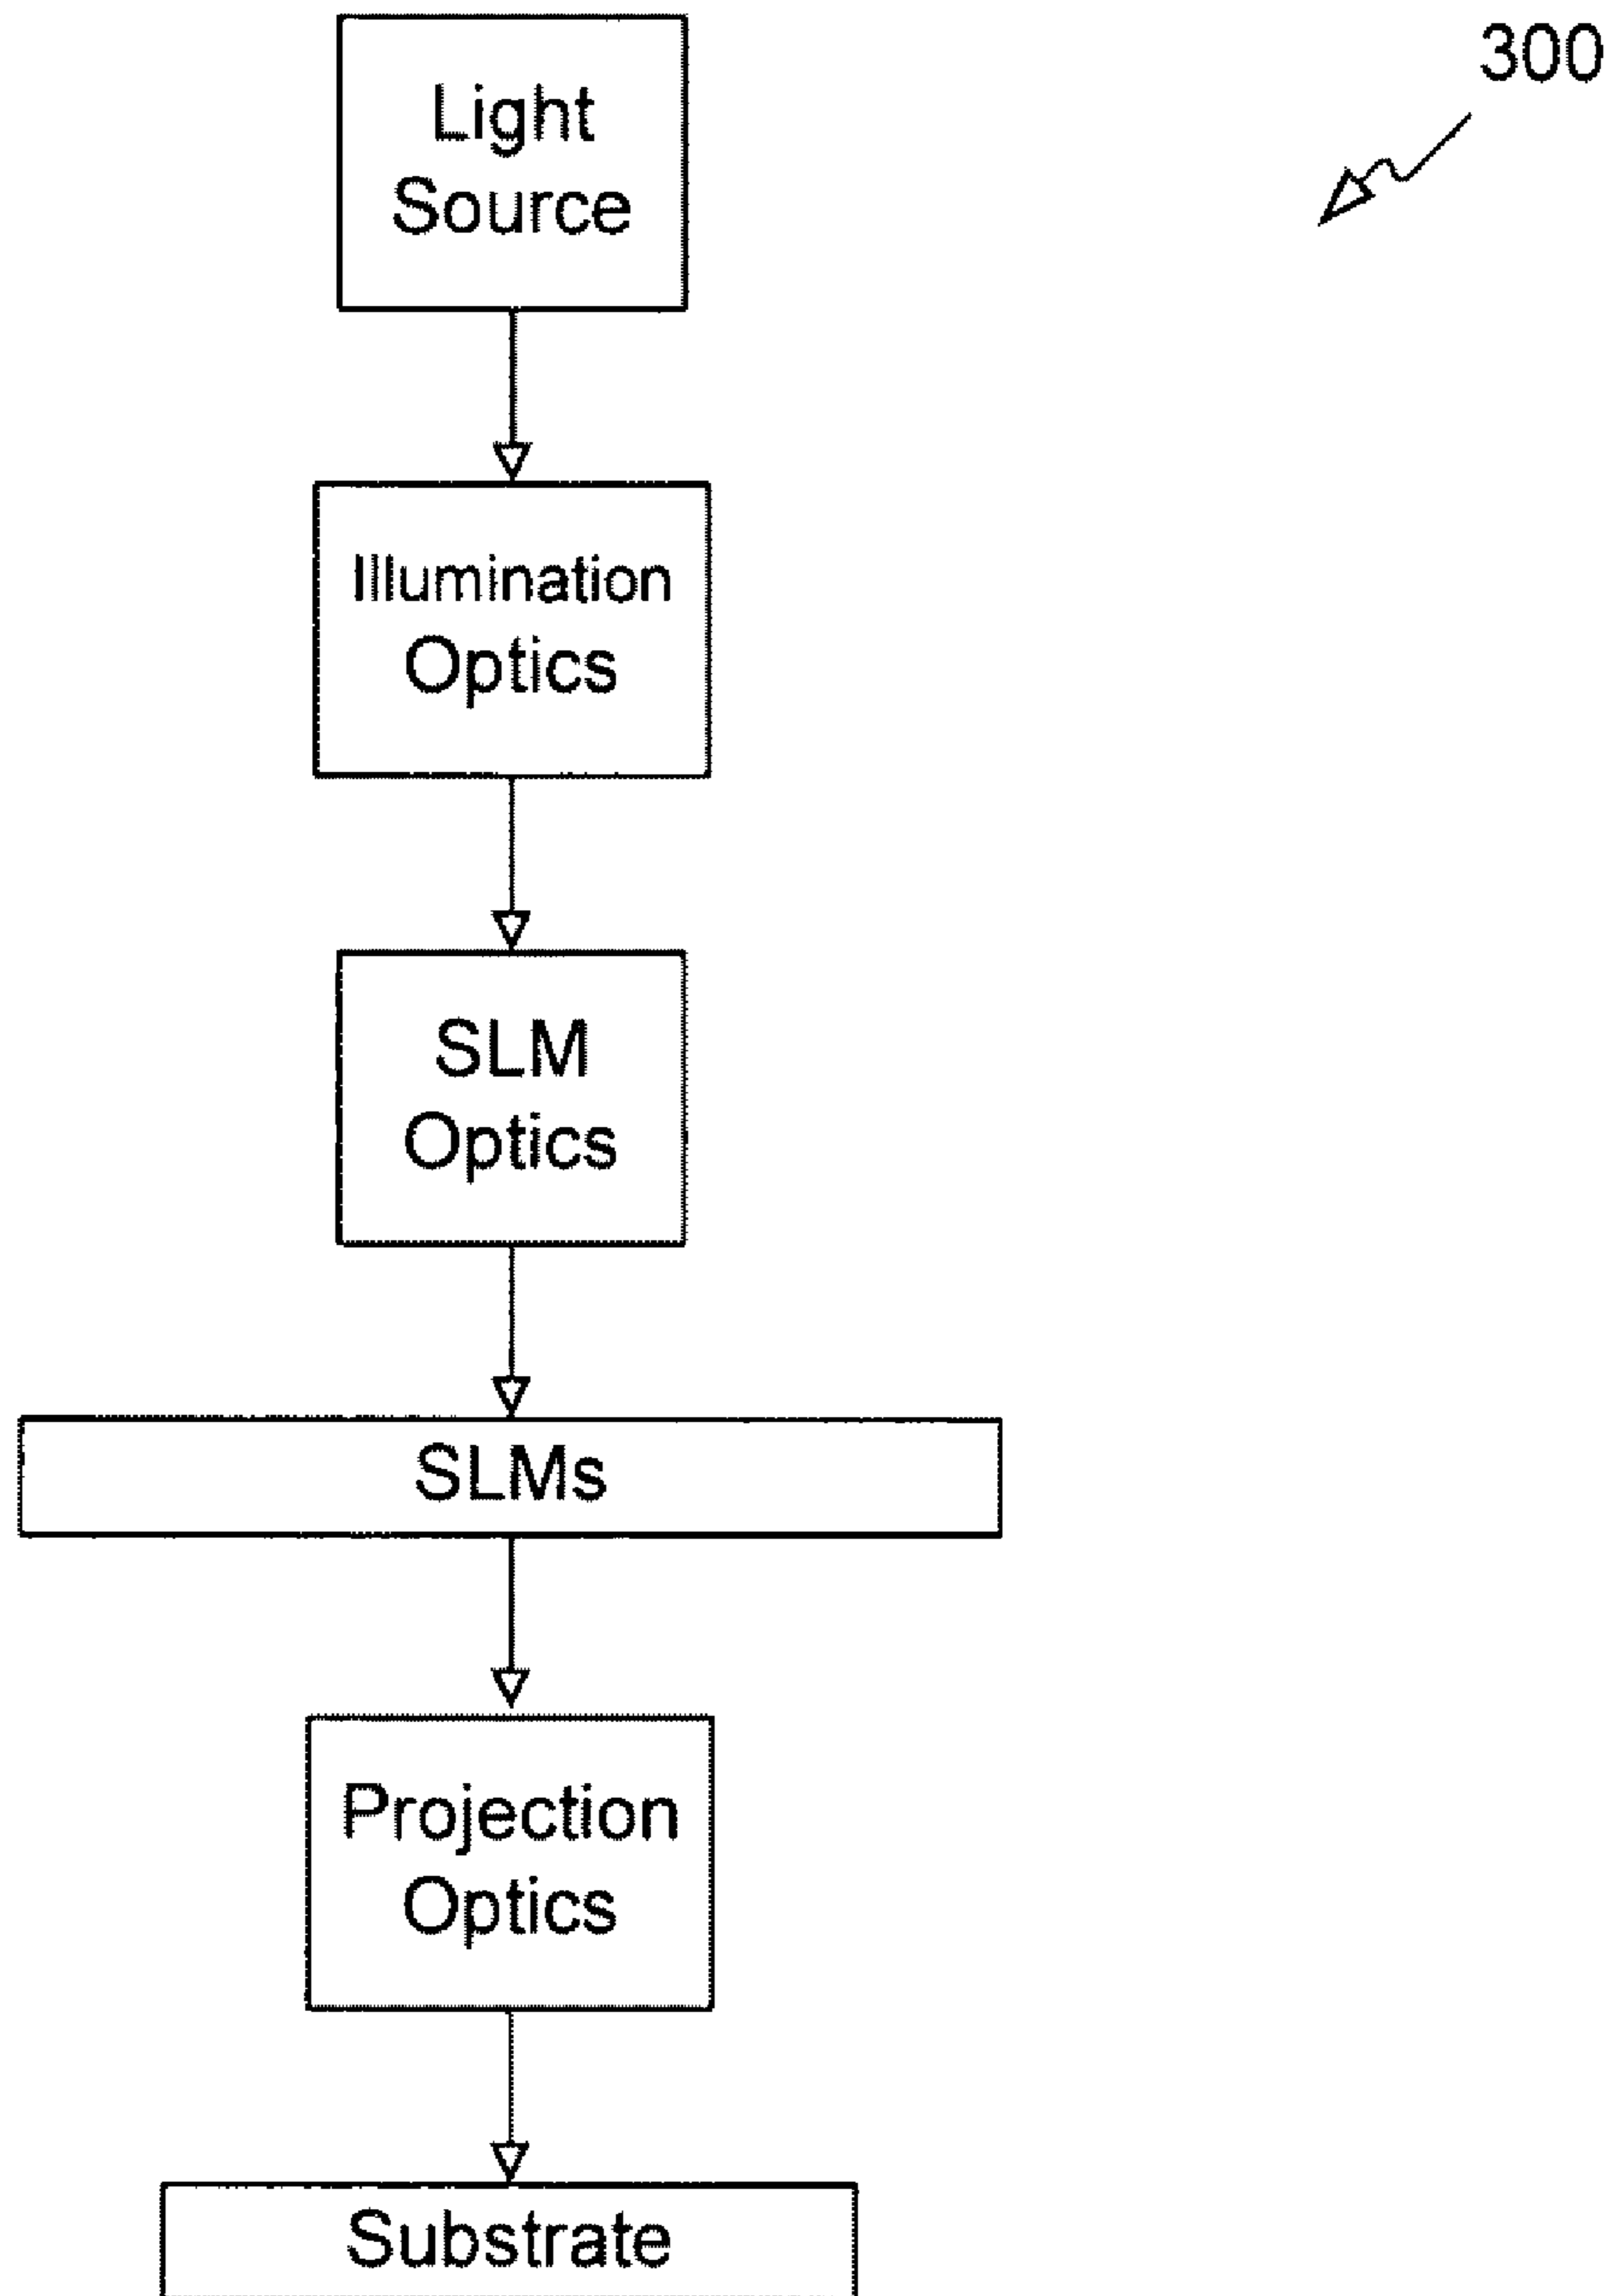 300
Light
Source
Illumination
Optics
SLM
Optics
SLMs
Projection
Optics
Substrate